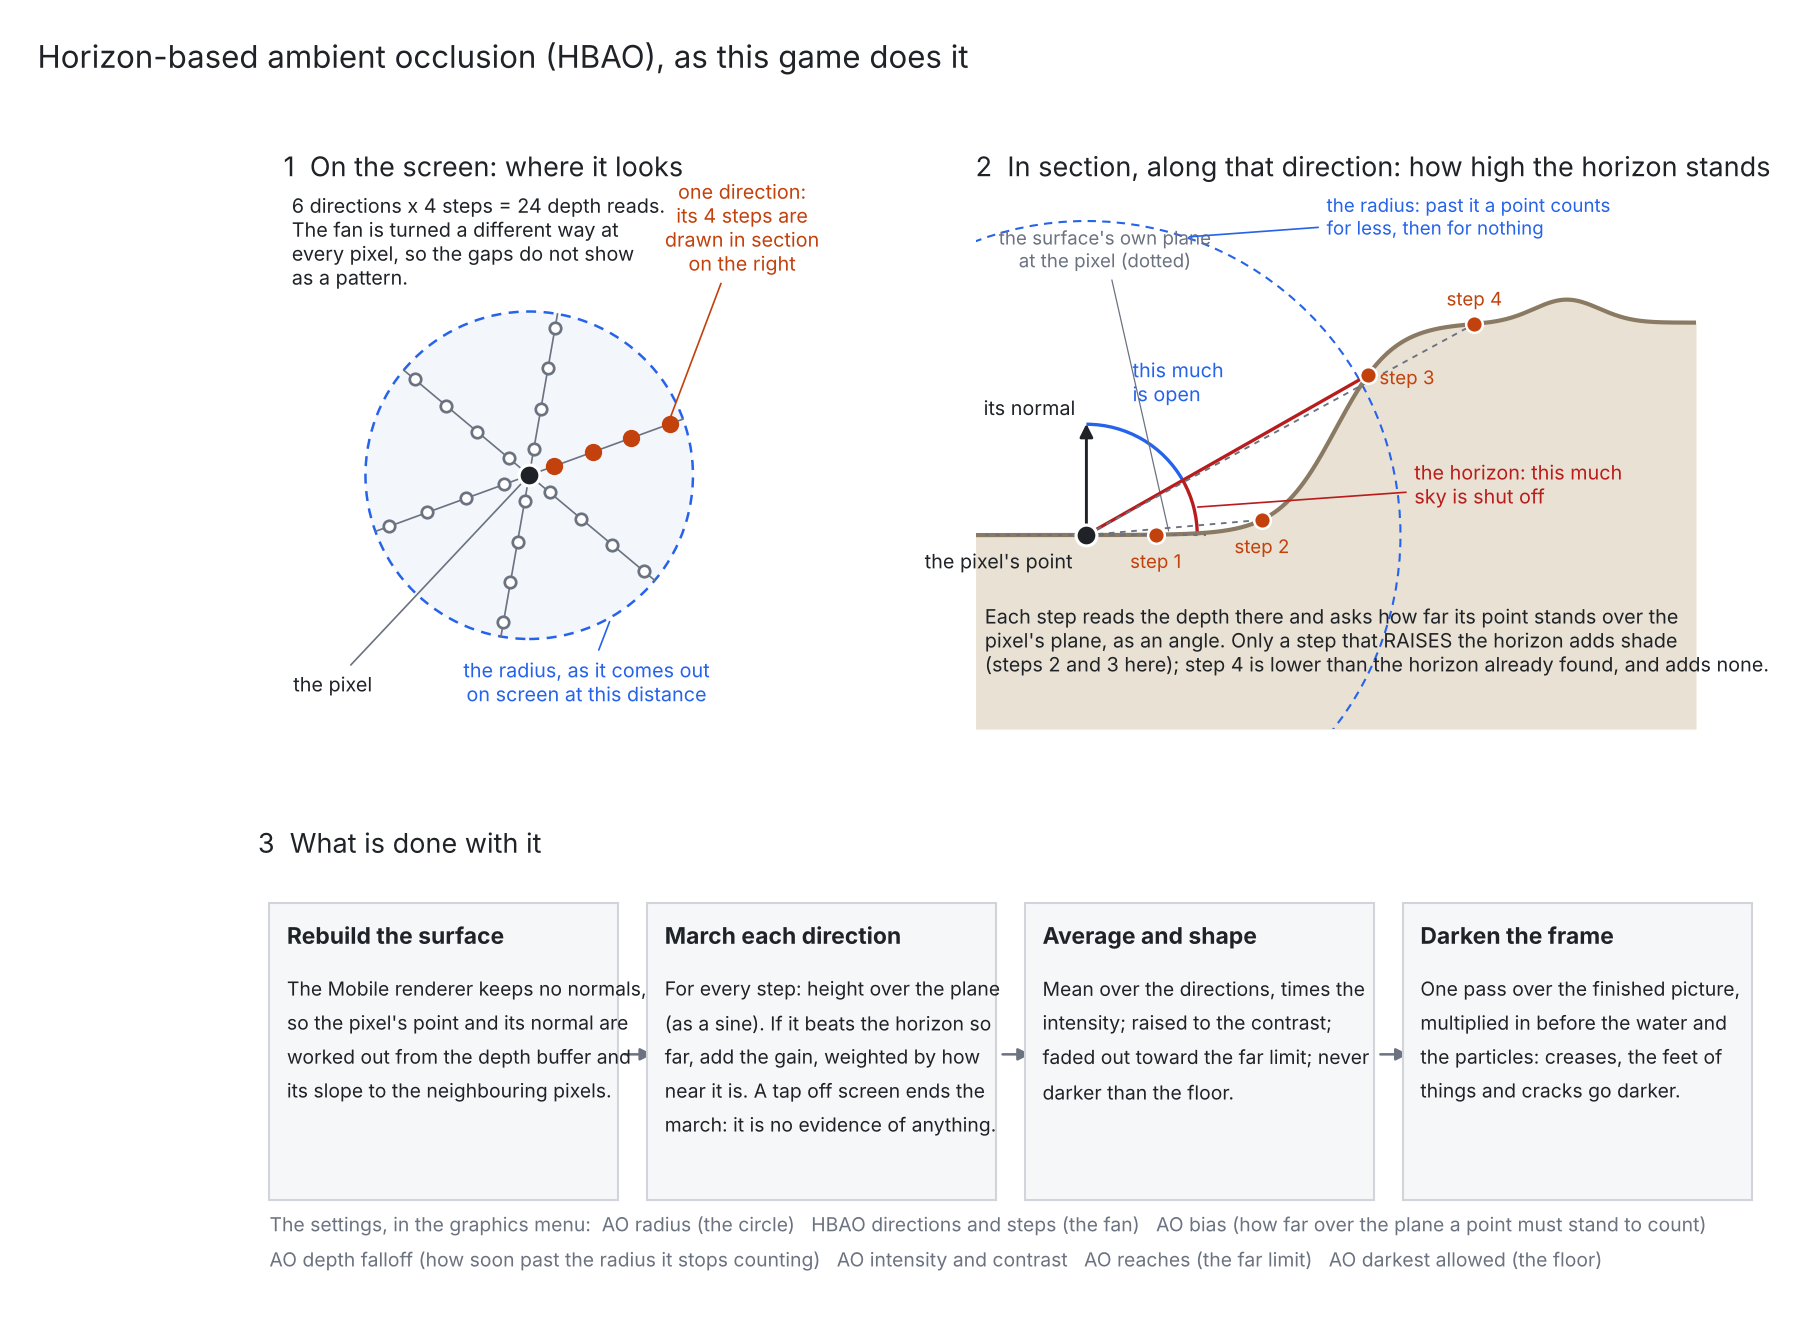 Horizon-based ambient occlusion (HBAO), as this game does it
1 On the screen: where it looks
6 directions x 4 steps = 24 depth reads.
The fan is turned a different way at
every pixel, so the gaps do not show
as a pattern.
one direction:
its 4 steps are
drawn in section
on the right
the pixel
the radius, as it comes out
on screen at this distance
2 In section, along that direction: how high the horizon stands
the radius: past it a point counts
for less, then for nothing
the surface's own plane
at the pixel (dotted)
step 4
this much
is open
step 3
its normal
the horizon: this much
sky is shut off
the pixel's point
step 1
step 2
Each step reads the depth there and asks how far its point stands over the
pixel's plane, as an angle. Only a step that RAISES the horizon adds shade
(steps 2 and 3 here); step 4 is lower than the horizon already found, and adds none.
3 What is done with it
Rebuild the surface
The Mobile renderer keeps no normals,
so the pixel's point and its normal are
worked out from the depth buffer and
its slope to the neighbouring pixels.
March each direction
For every step: height over the plane
(as a sine). If it beats the horizon so
far, add the gain, weighted by how
near it is. A tap off screen ends the
march: it is no evidence of anything.
Average and shape
Mean over the directions, times the
intensity; raised to the contrast;
faded out toward the far limit; never
darker than the floor.
Darken the frame
One pass over the finished picture,
multiplied in before the water and
the particles: creases, the feet of
things and cracks go darker.
The settings, in the graphics menu: AO radius (the circle) HBAO directions and steps (the fan) AO bias (how far over the plane a point must stand to count)
AO depth falloff (how soon past the radius it stops counting) AO intensity and contrast AO reaches (the far limit) AO darkest allowed (the floor)